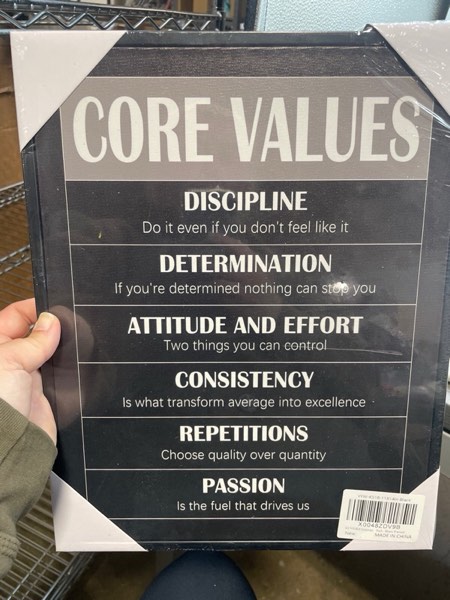 CORE VALUES
DISCIPLINE
Do it even if you don't feel like it
DETERMINATION
If you're determined nothing can stop you
ATTITUDE AND EFFORT
Two things you can control
CONSISTENCY
Is what transform average into excellence
REPETITIONS
Choose quality over quantity
PASSION
Is the fuel that drives us
MADE IN CHINA